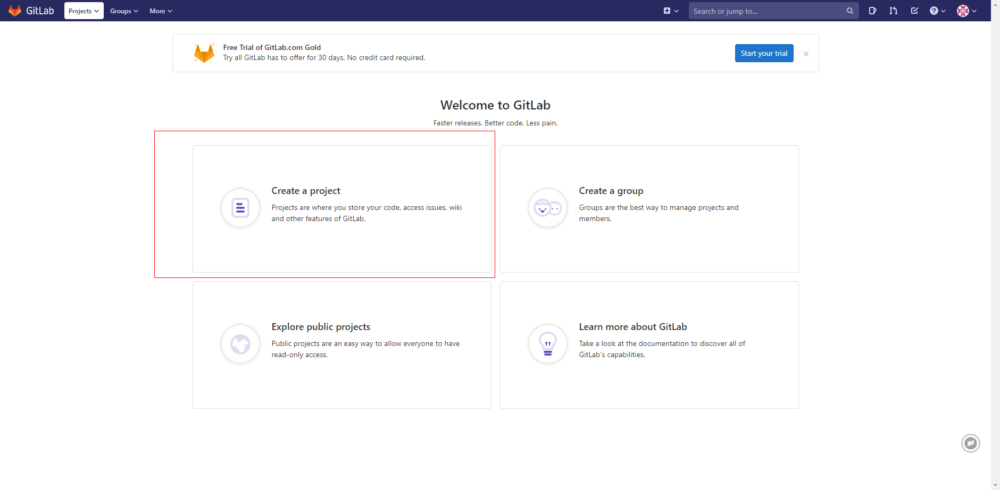 GitLab Projects Groups More Search or jump to...
Free Trial of GitLab.com Gold
Try all GitLab has to offer for 30 days. No credit card required.
Start your trial
Welcome to GitLab
Faster releases. Better code. Less pain.
Create a project
Projects are where you store your code, access issues, wiki
and other features of GitLab.
Create a group
Groups are the best way to manage projects and
members.
Explore public projects
Public projects are an easy way to allow everyone to have
read-only access.
Learn more about GitLab
Take a look at the documentation to discover all of
GitLab's capabilities.